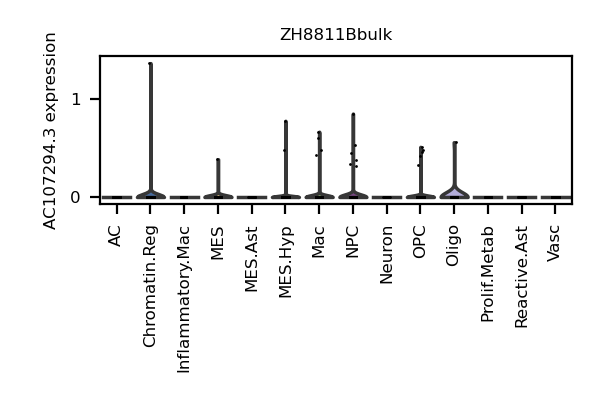 ZH8811Bbulk
AC107294.3 expression
1
0
AC
Chromatin.Reg
Inflammatory.Mac
MES
MES.Ast
MES.Hyp
Mac
NPC
Neuron
OPC
Oligo
Prolif.Metab
Reactive.Ast
Vasc